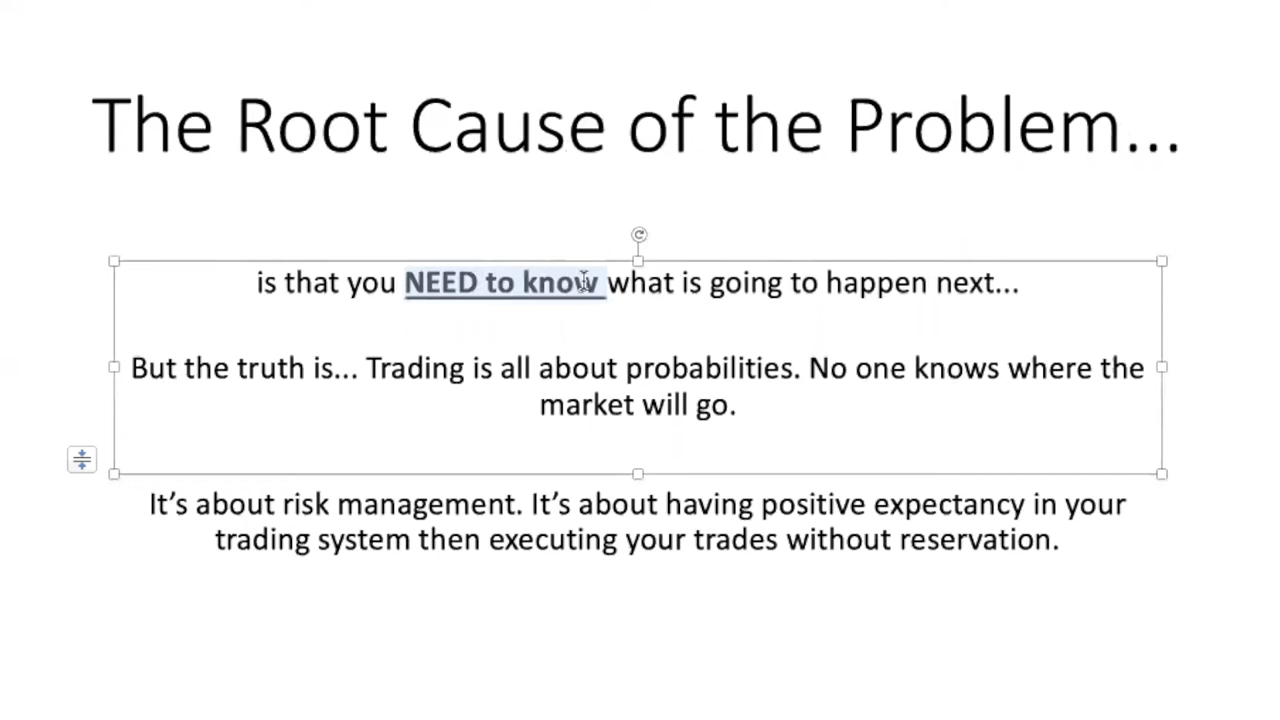 The Root Cause of the Problem...
is that you NEED to know what is going to happen next...
But the truth is... Trading is all about probabilities. No one knows where the
market will go.
It’s about risk management. It’s about having positive expectancy in your
trading system then executing your trades without reservation.